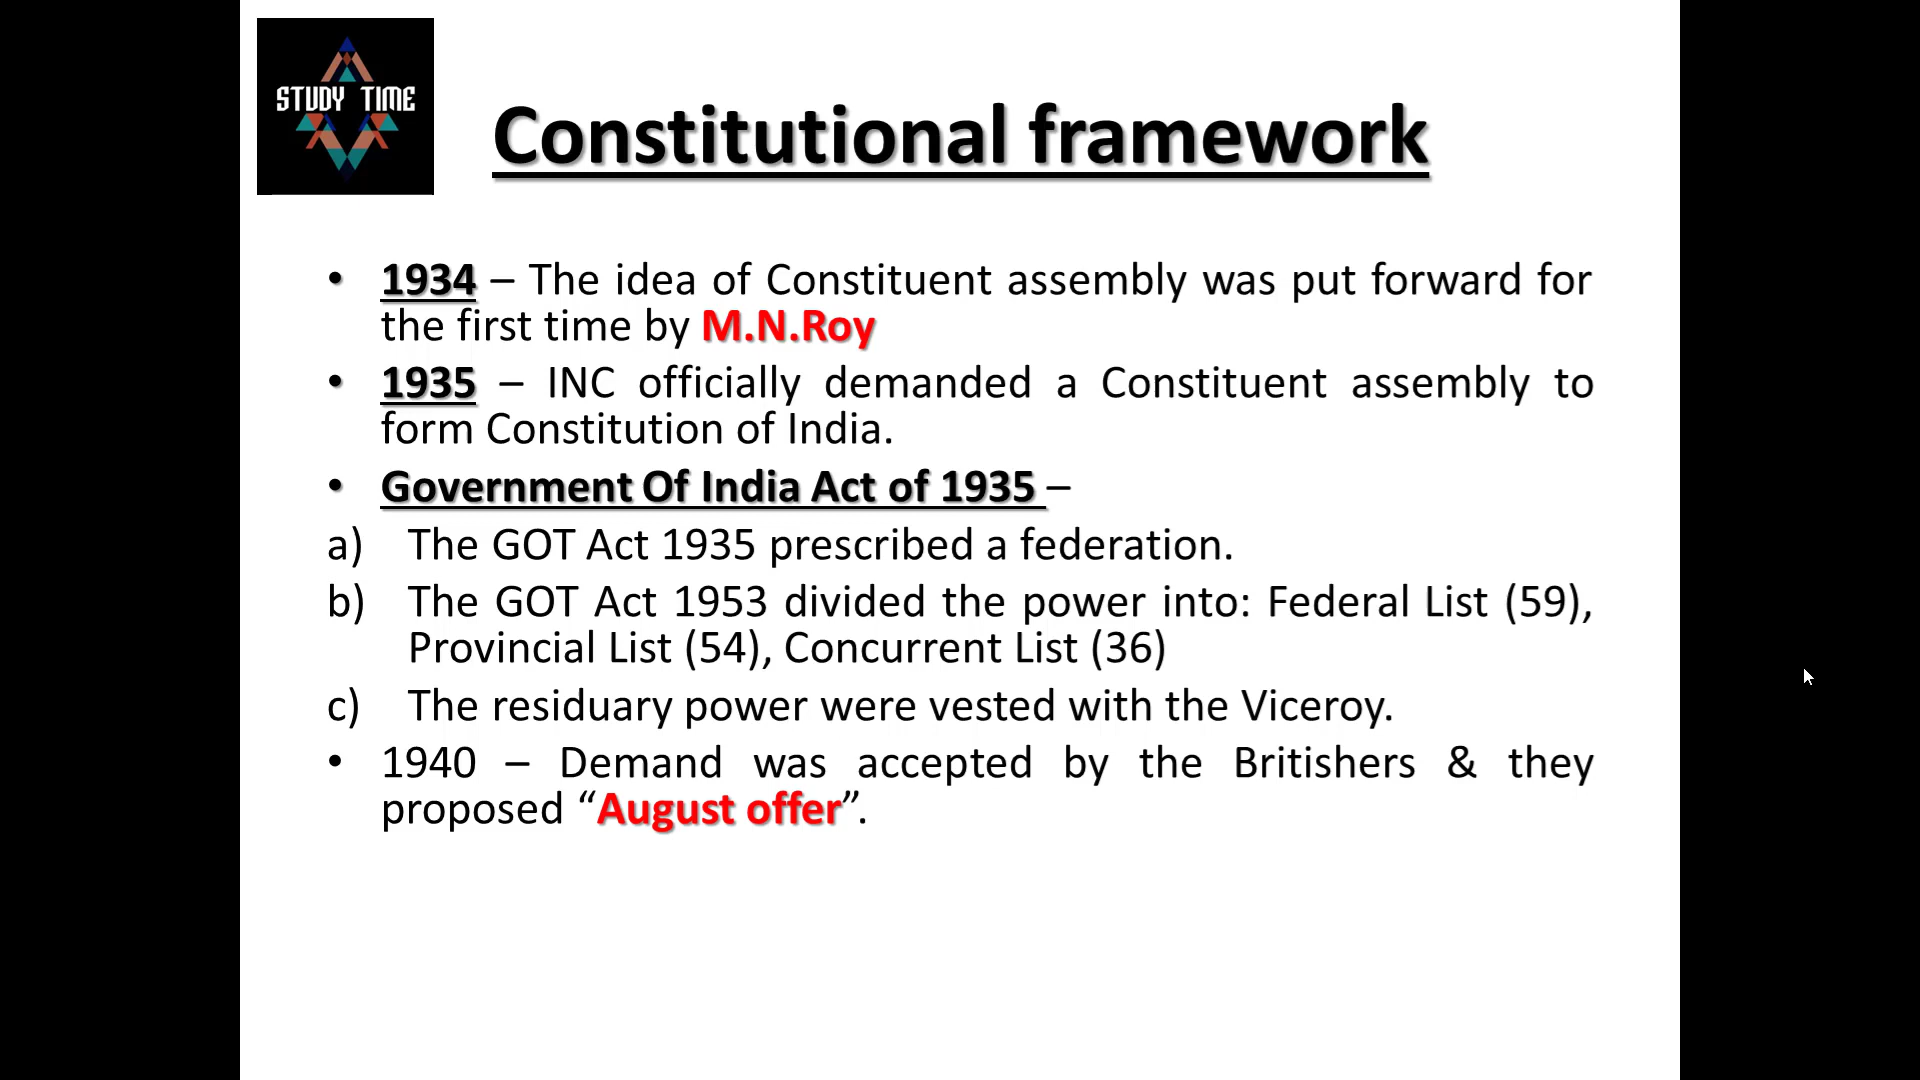 STUDY TIME
Constitutional framework
• 1934 – The idea of Constituent assembly was put forward for
the first time by M.N.Roy
• 1935 – INC officially demanded a Constituent assembly to
form Constitution of India.
• Government Of India Act of 1935 –
a) The GOT Act 1935 prescribed a federation.
b) The GOT Act 1953 divided the power into: Federal List (59),
Provincial List (54), Concurrent List (36)
c) The residuary power were vested with the Viceroy.
• 1940 – Demand was accepted by the Britishers & they
proposed “August offer”.